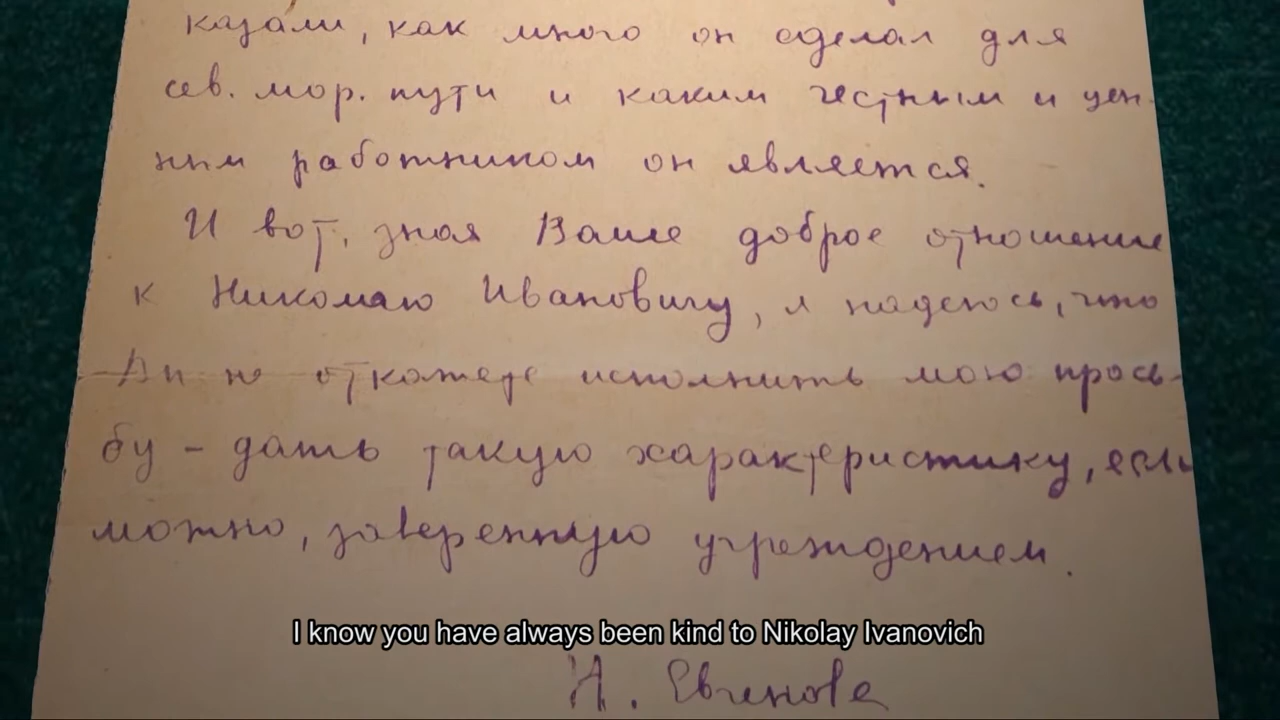 казали, как много он сделал для
сев. мор. пути и каким честным и цен-
ным работником он является.
И вот, зная Ваше доброе отношение
к Николаю Ивановичу, я надеюсь, что
Вы не откажете исполнить мою прось-
бу – дать такую характеристику, если
можно, заверенную учреждением.
I know you have always been kind to Nikolay Ivanovich
Н. Евгенова